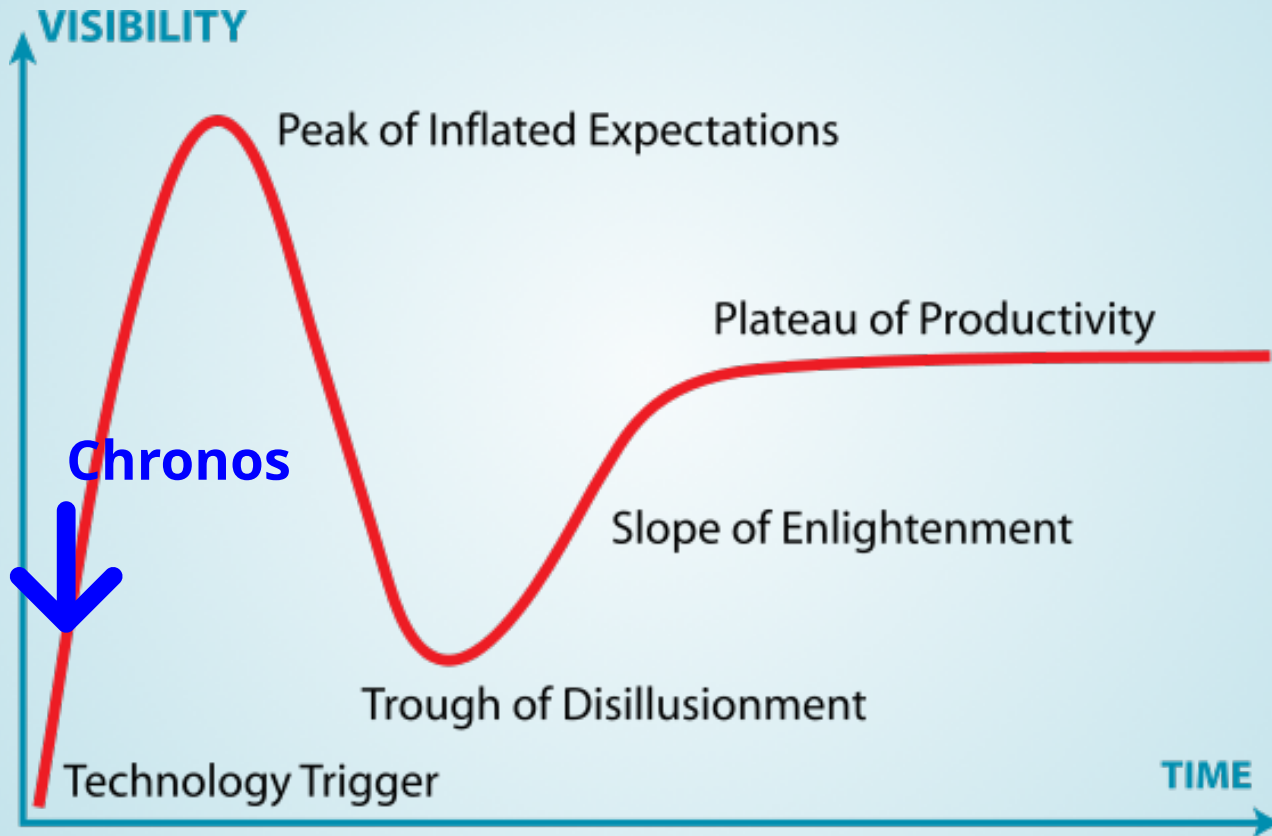 VISIBILITY
Peak of Inflated Expectations
Plateau of Productivity
Chronos
Slope of Enlightenment
Trough of Disillusionment
Technology Trigger
TIME